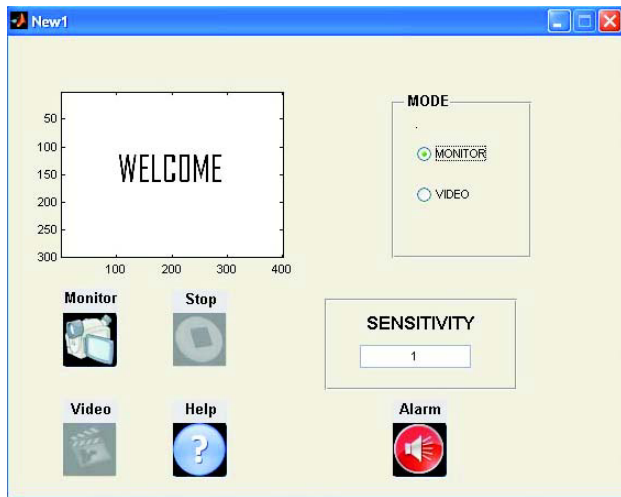 New1
MODE
50
100
150
200
250
300
WELCOME
MONITOR
VIDEO
100 200 300 400
Monitor Stop
SENSITIVITY
1
Video Help Alarm
?